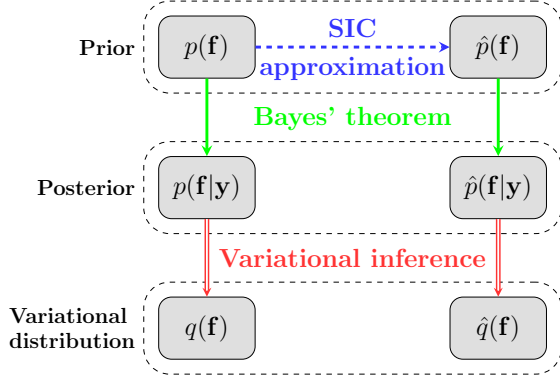 SIC
Prior p(f) p̂(f)
approximation
Bayes' theorem
Posterior p(f|y) p̂(f|y)
Variational inference
Variational
distribution q(f) q̂(f)